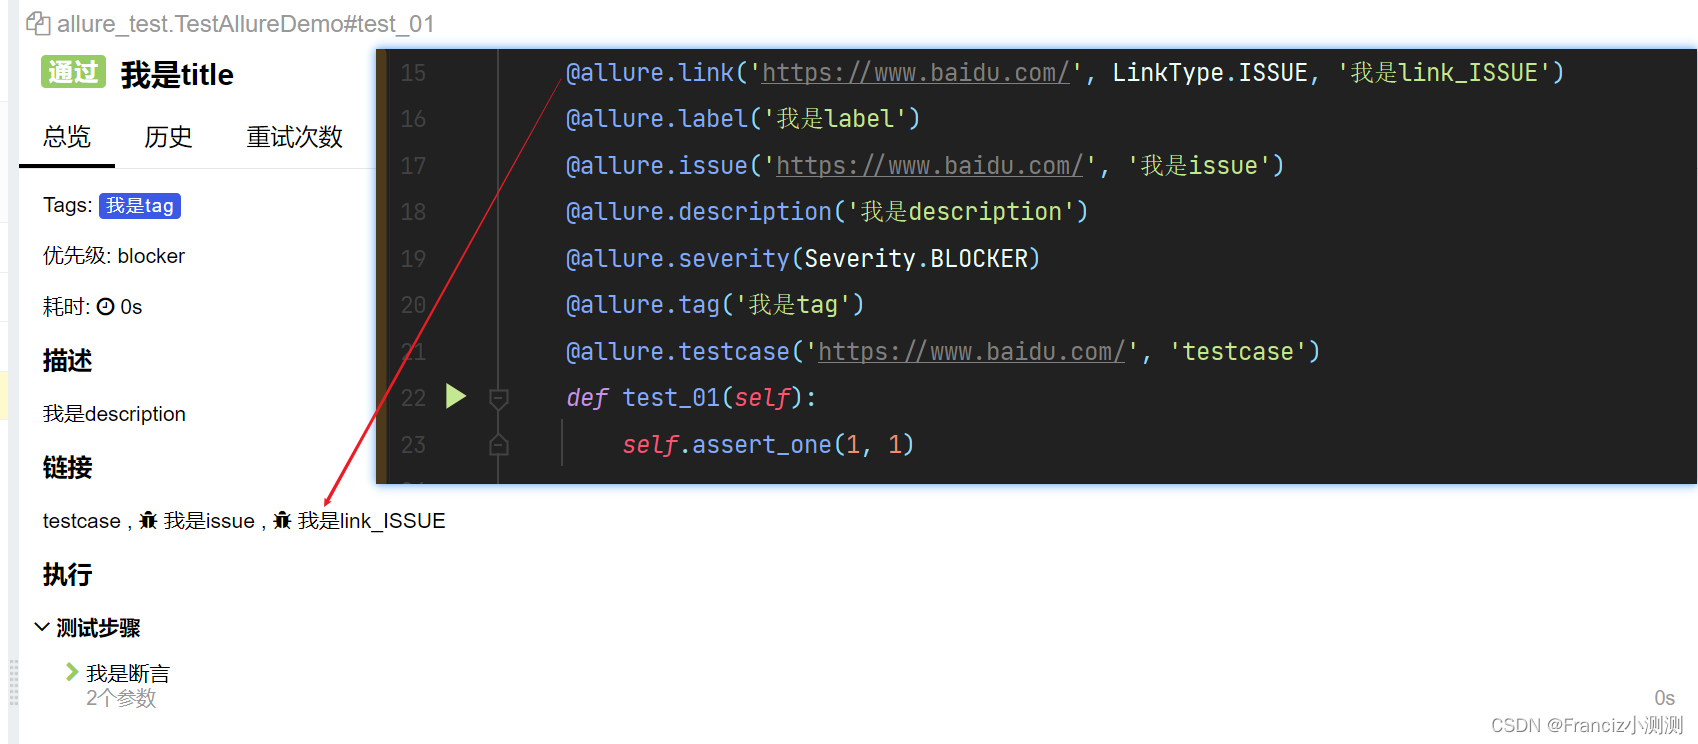 allure_test.TestAllureDemo#test_01
通过 我是title
总览 历史 重试次数
Tags: 我是tag
优先级: blocker
耗时: 0s
描述
我是description
链接
testcase , 我是issue , 我是link_ISSUE
执行
测试步骤
我是断言
2个参数
0s
15 @allure.link('https://www.baidu.com/', LinkType.ISSUE, '我是link_ISSUE')
16 @allure.label('我是label')
17 @allure.issue('https://www.baidu.com/', '我是issue')
18 @allure.description('我是description')
19 @allure.severity(Severity.BLOCKER)
20 @allure.tag('我是tag')
21 @allure.testcase('https://www.baidu.com/', 'testcase')
22 def test_01(self):
23 self.assert_one(1, 1)
CSDN @Franciz小测测